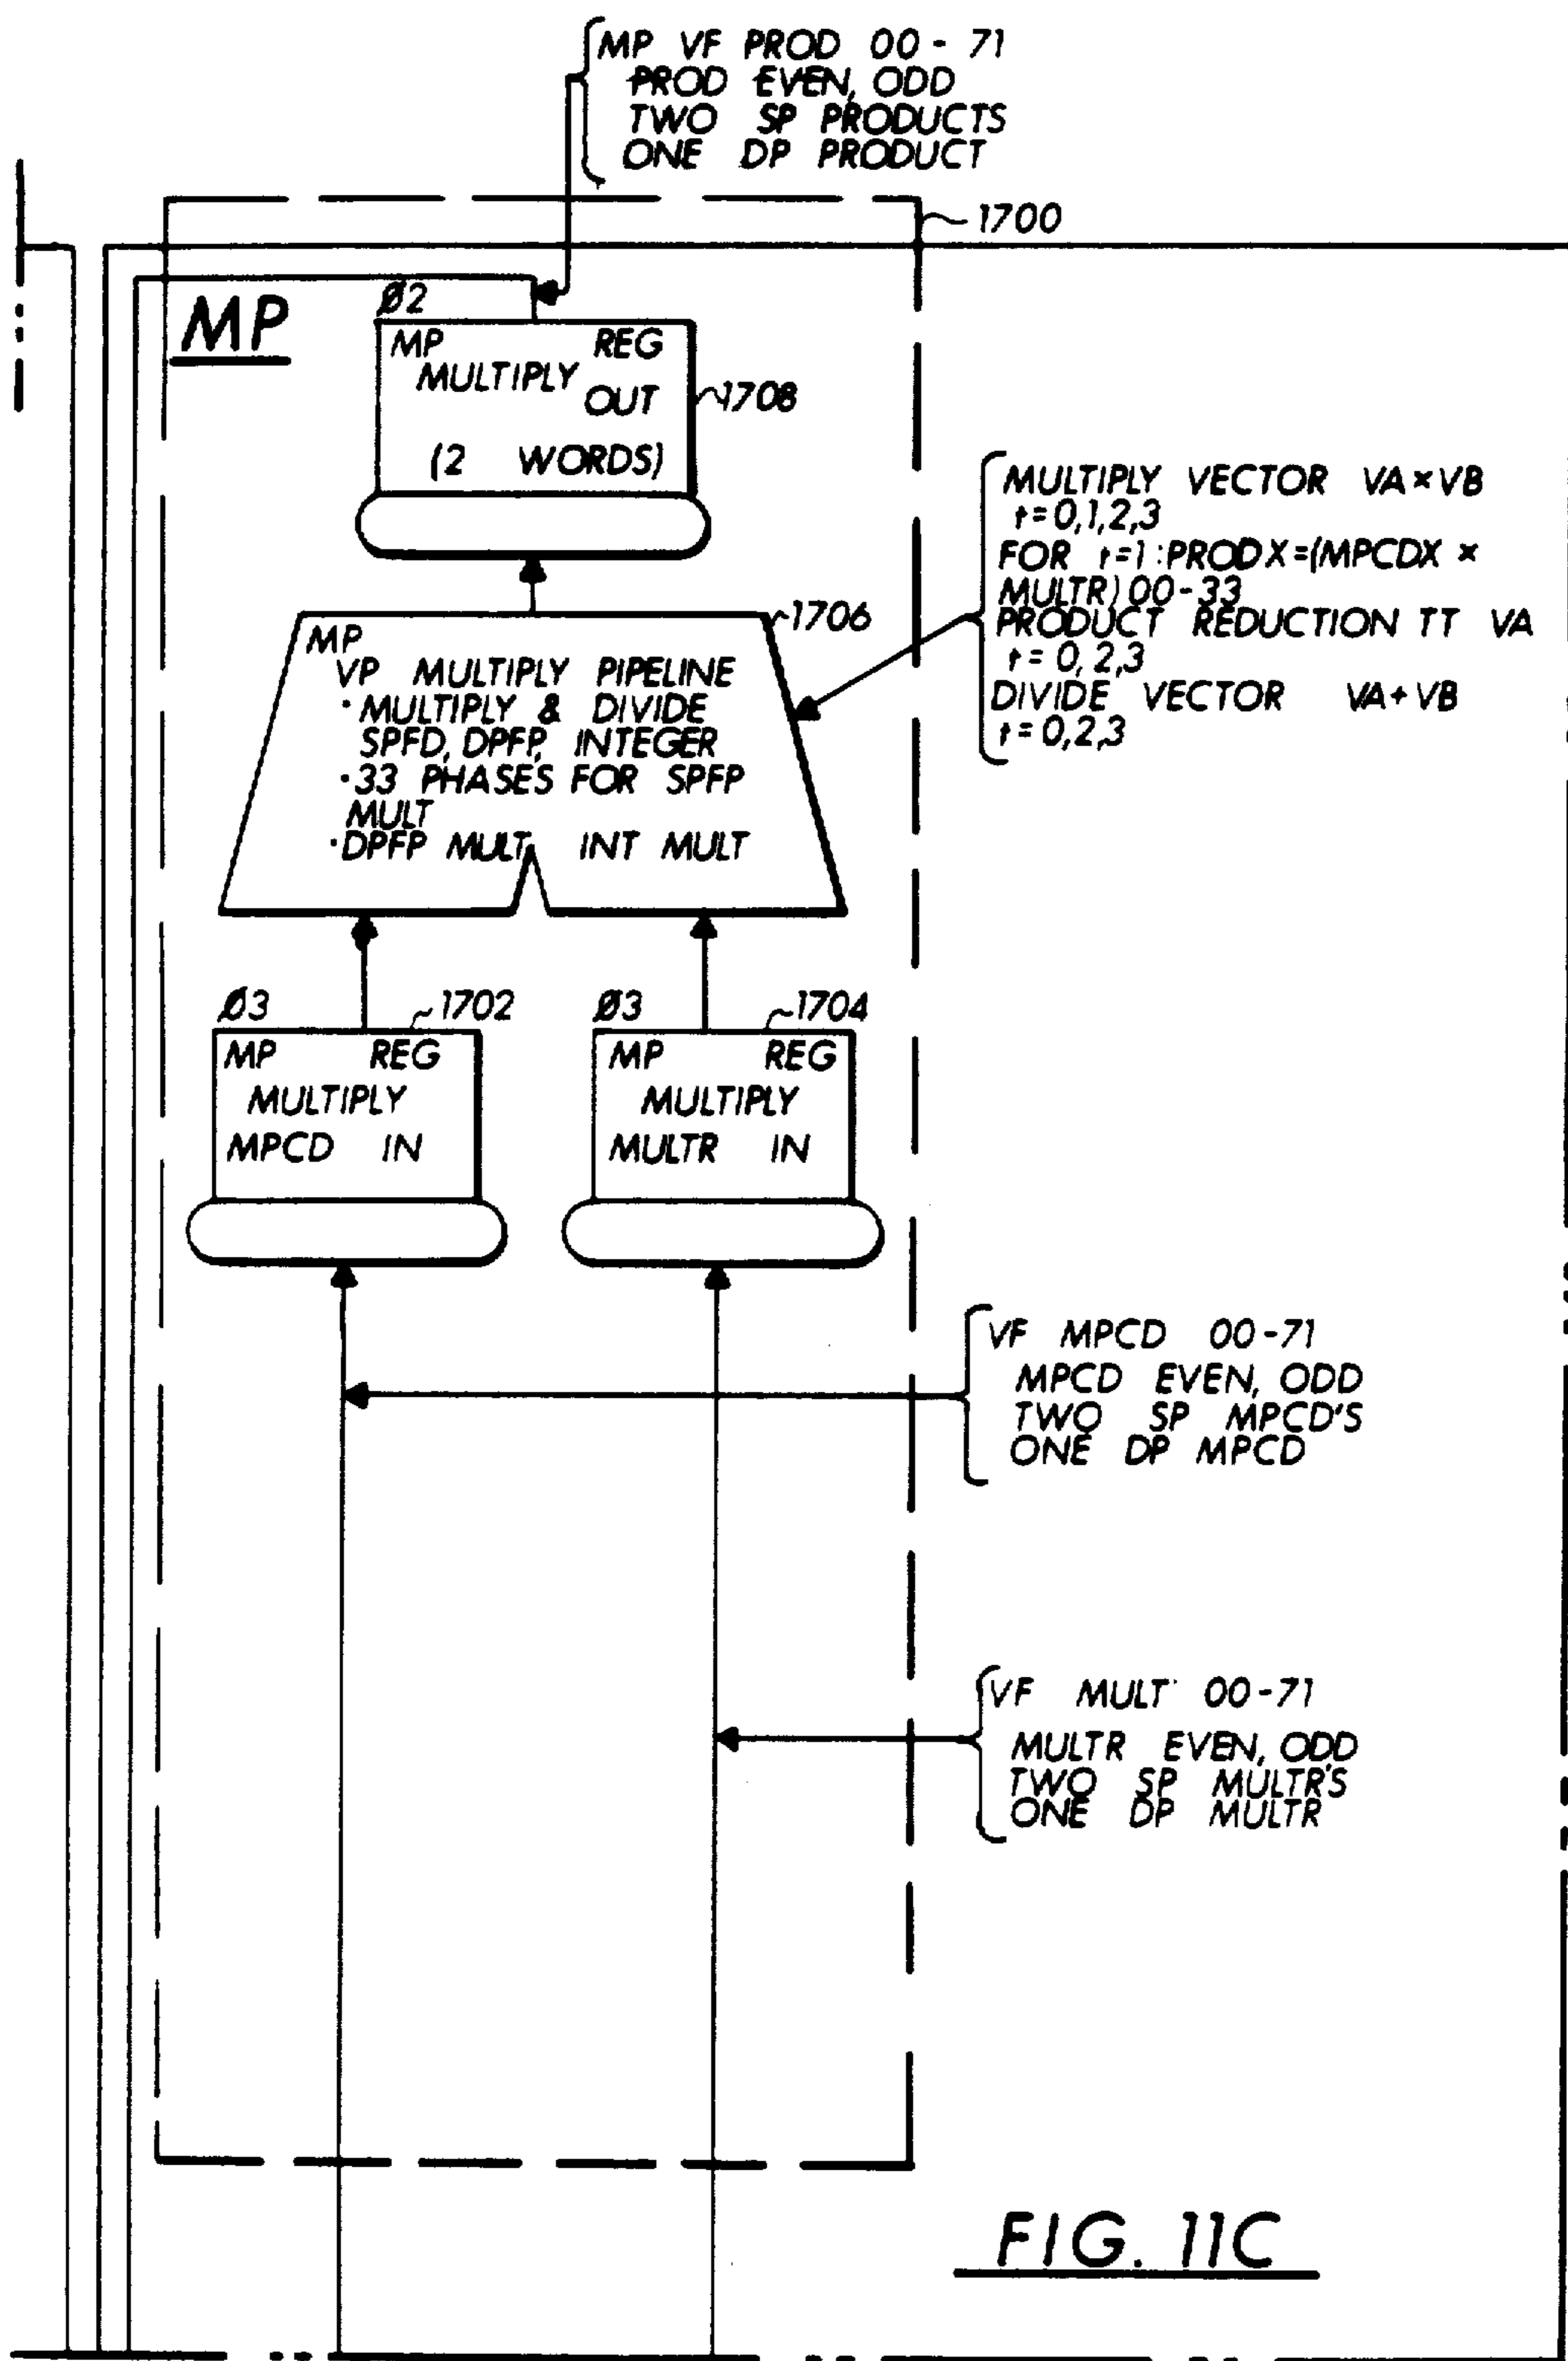 MP VF PROD 00 - 71
PROD EVEN, ODD
TWO SP PRODUCTS
ONE DP PRODUCT
1700
MP
Ø2
MP REG
MULTIPLY
OUT
(2 WORDS)
1708
MULTIPLY VECTOR VA×VB
t=0,1,2,3
FOR t=1:PRODX=(MPCDX ×
MULTR) 00-33
PRODUCT REDUCTION TT VA
t=0,2,3
DIVIDE VECTOR VA+VB
t=0,2,3
1706
MP
VP MULTIPLY PIPELINE
·MULTIPLY & DIVIDE
SPFD, DPFP, INTEGER
·33 PHASES FOR SPFP
MULT
·DPFP MULT, INT MULT
Ø3
1702
MP REG
MULTIPLY
MPCD IN
Ø3
1704
MP REG
MULTIPLY
MULTR IN
VF MPCD 00-71
MPCD EVEN, ODD
TWO SP MPCD'S
ONE DP MPCD
VF MULT 00-71
MULTR EVEN, ODD
TWO SP MULTR'S
ONE DP MULTR
FIG. 11C